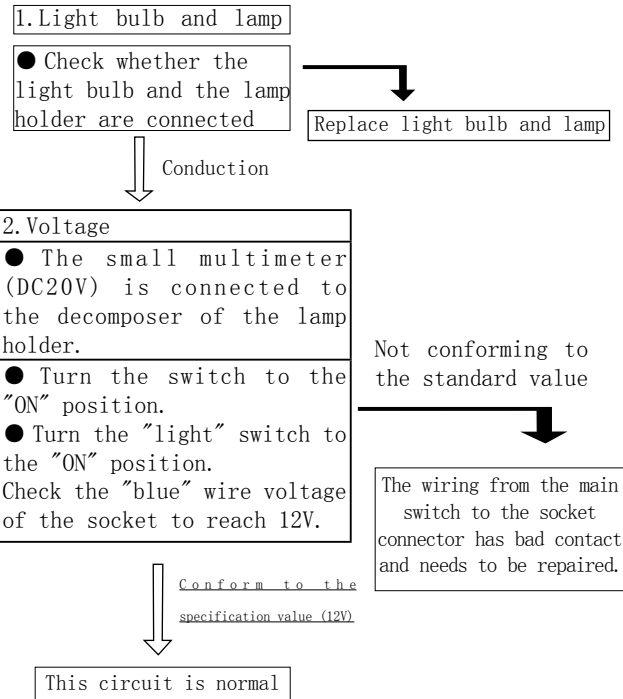 1.Light bulb and lamp
● Check whether the
light bulb and the lamp
holder are connected
Replace light bulb and lamp
Conduction
2.Voltage
● The small multimeter
(DC20V) is connected to
the decomposer of the lamp
holder.
● Turn the switch to the
"ON" position.
● Turn the "light" switch to
the "ON" position.
Check the "blue" wire voltage
of the socket to reach 12V.
Not conforming to
the standard value
The wiring from the main
switch to the socket
connector has bad contact
and needs to be repaired.
Conform to the
specification value (12V)
This circuit is normal